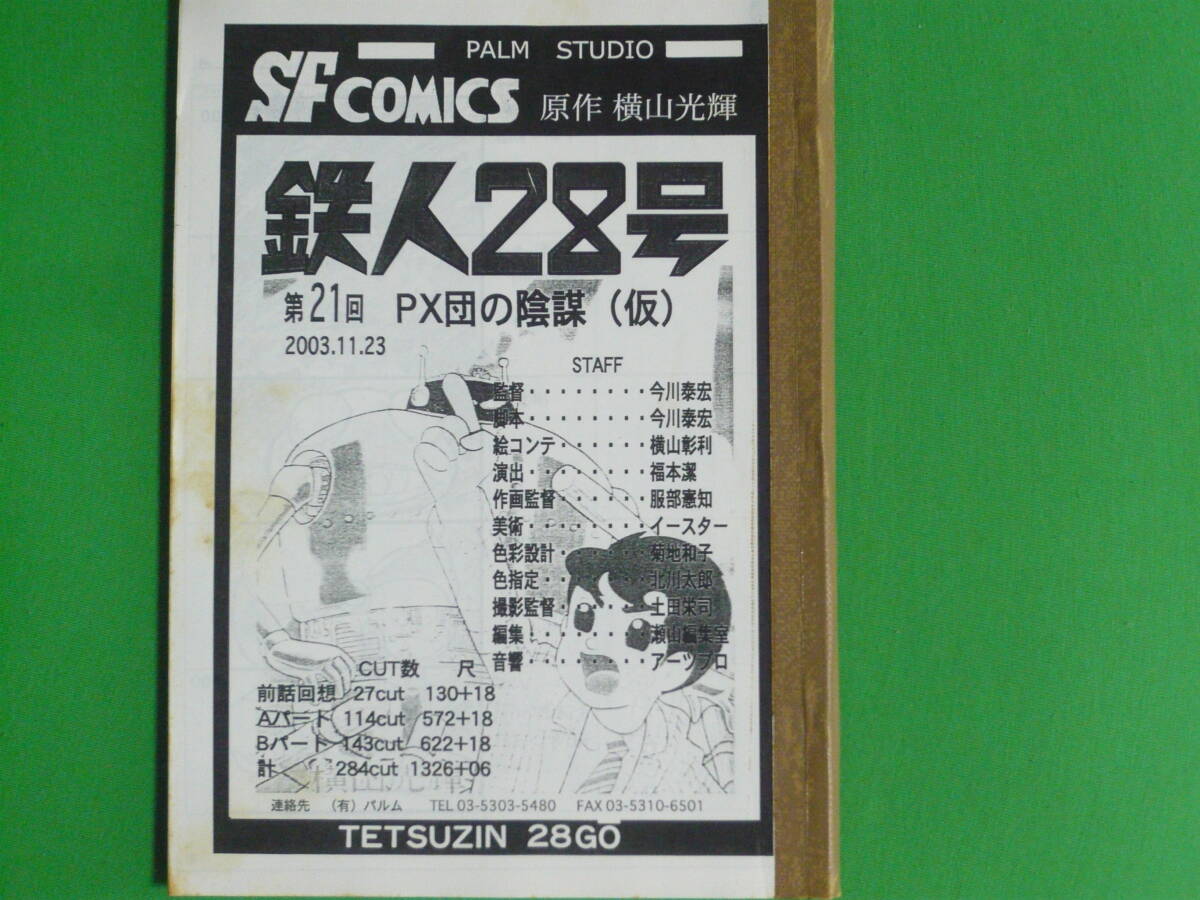 PALM STUDIO
SF COMICS 原作 横山光輝
鉄人28号
第21回 PX団の陰謀（仮）
2003.11.23
STAFF
監督・・・・・・・・今川泰宏
脚本・・・・・・・・今川泰宏
絵コンテ・・・・・・横山彰利
演出・・・・・・・・福本潔
作画監督・・・・・・服部憲知
美術・・・・・・・・イースター
色彩設計・・・・・・菊地和子
色指定・・・・・・・北川太郎
撮影監督・・・・・・土田栄司
編集・・・・・・・・瀬山編集室
音響・・・・・・・・アーツプロ
CUT数 尺
前話回想 27cut 130+18
Aパート 114cut 572+18
Bパート 143cut 622+18
計 284cut 1326+06
横山光輝
連絡先 （有）パルム TEL 03-5303-5480 FAX 03-5310-6501
TETSUZIN 28GO